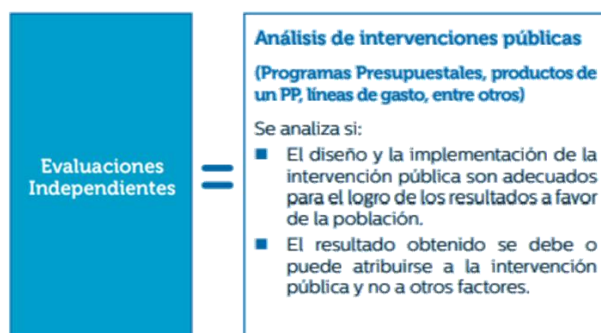 Evaluaciones
Independientes
=
Análisis de intervenciones públicas
(Programas Presupuestales, productos de
un PP, líneas de gasto, entre otros)
Se analiza si:
El diseño y la implementación de la
intervención pública son adecuados
para el logro de los resultados a favor
de la población.
El resultado obtenido se debe o
puede atribuirse a la intervención
pública y no a otros factores.